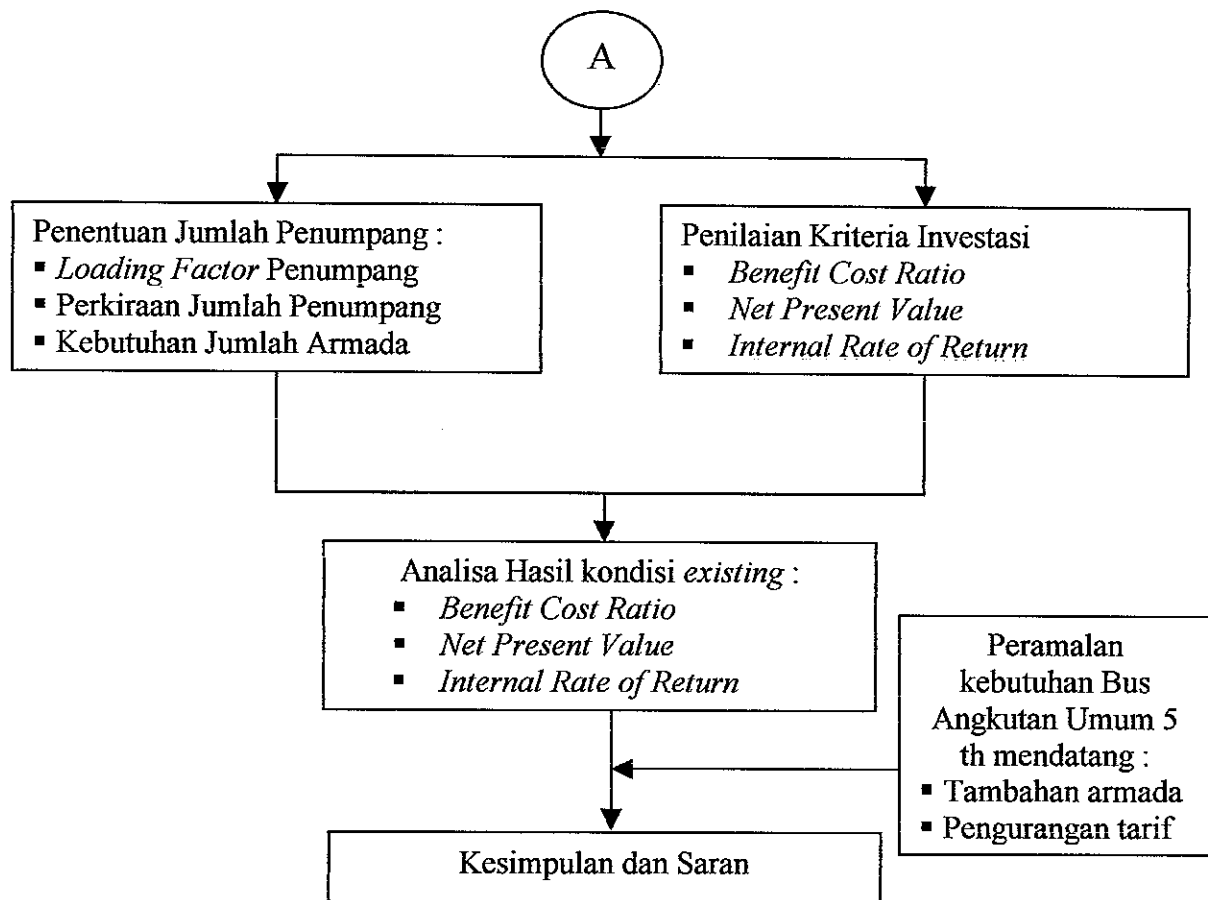 A
Penentuan Jumlah Penumpang :
▪ Loading Factor Penumpang
▪ Perkiraan Jumlah Penumpang
▪ Kebutuhan Jumlah Armada
Penilaian Kriteria Investasi
▪ Benefit Cost Ratio
▪ Net Present Value
▪ Internal Rate of Return
Analisa Hasil kondisi existing :
▪ Benefit Cost Ratio
▪ Net Present Value
▪ Internal Rate of Return
Peramalan
kebutuhan Bus
Angkutan Umum 5
th mendatang :
▪ Tambahan armada
▪ Pengurangan tarif
Kesimpulan dan Saran